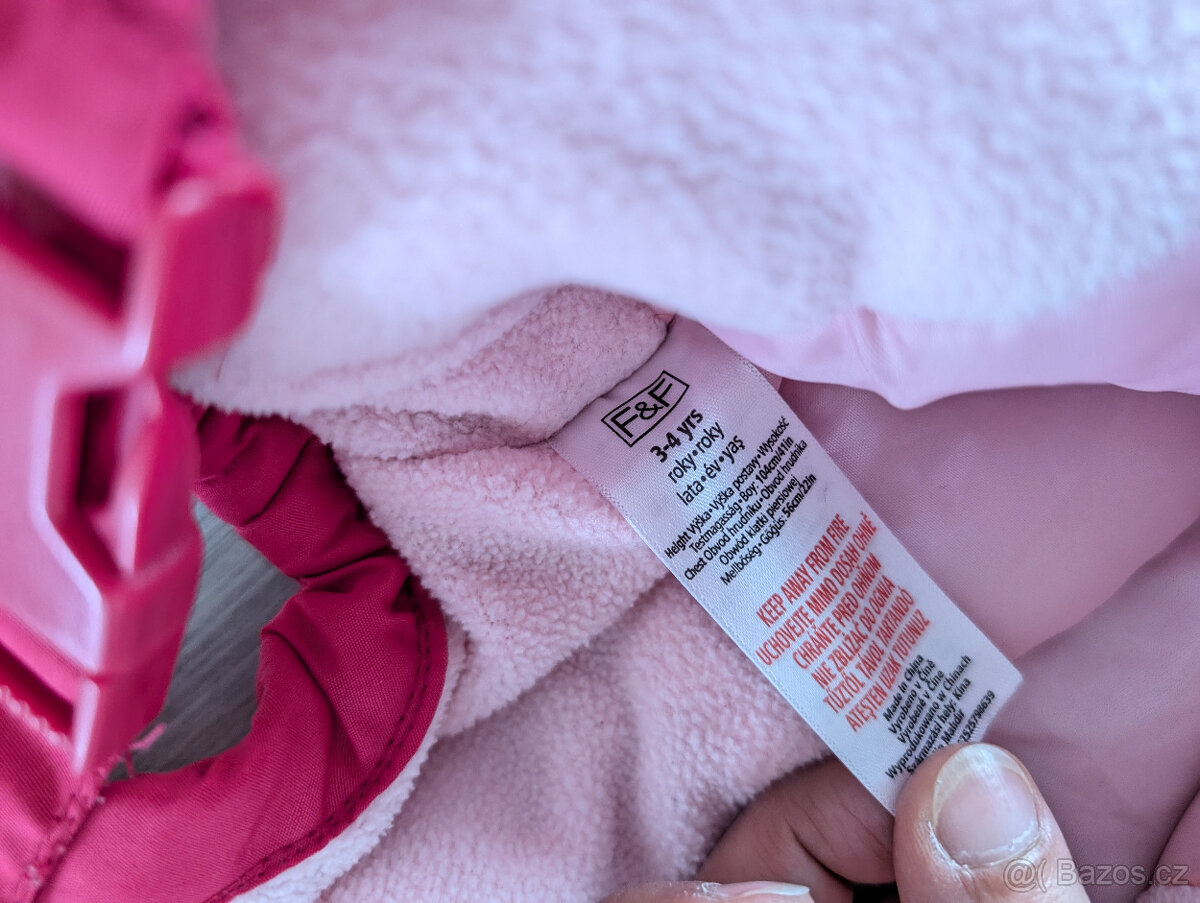 F&F
3-4 yrs
roky•roky
lata•év•yaş
Height Výška•Výška postavy•Wysokość
Testmagasság•Boy: 104cm/41in
Chest Obvod hrudníku•Obvod hrudníka
Obwód klatki piersiowej
Mellbőség•Göğüs 56cm/22in
KEEP AWAY FROM FIRE
UCHOVEJTE MIMO DOSAH OHNĚ
CHRÁŇTE PRED OHŇOM
NIE ZBLIŻAĆ DO OGNIA
TŰZTŐL TÁVOL TARTANDÓ
ATEŞTEN UZAK TUTUNUZ
Made in China
Vyrobeno v Číně
Vyrobené v Číne
Wyprodukowano w Chinach
Származási hely: Kína
Malıdır
@( Bazos.cz